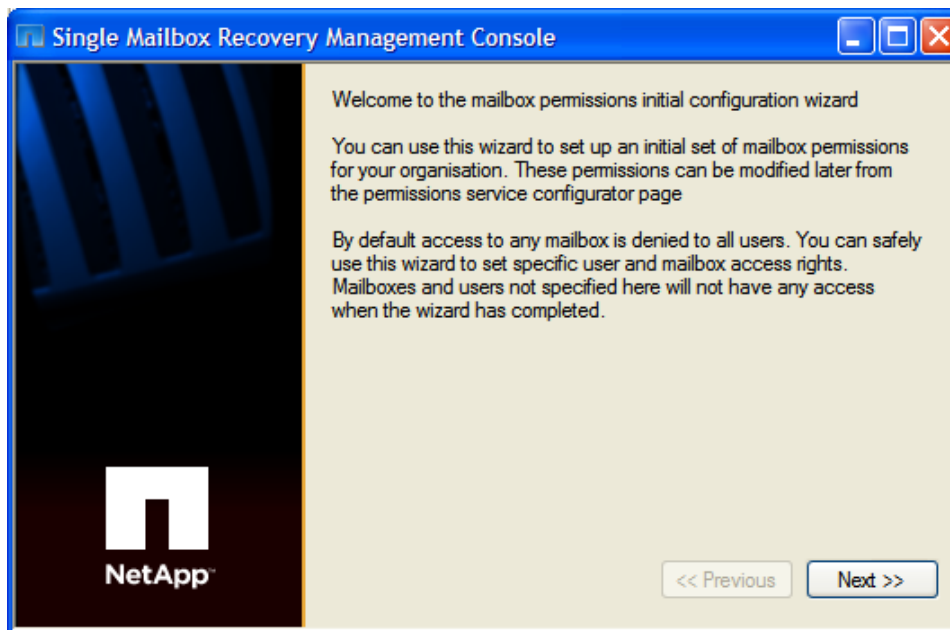 Single Mailbox Recovery Management Console
Welcome to the mailbox permissions initial configuration wizard
You can use this wizard to set up an initial set of mailbox permissions
for your organisation. These permissions can be modified later from
the permissions service configurator page
By default access to any mailbox is denied to all users. You can safely
use this wizard to set specific user and mailbox access rights.
Mailboxes and users not specified here will not have any access
when the wizard has completed.
NetApp™
<< Previous
Next >>